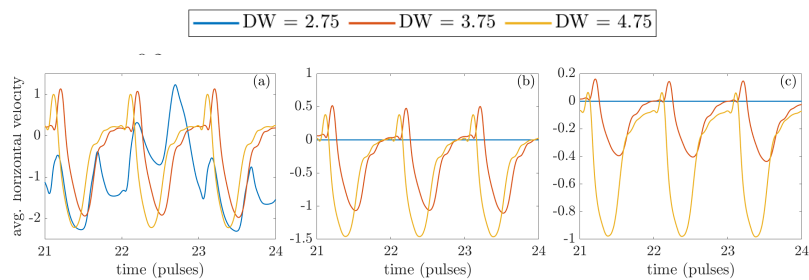 DW = 2.75 DW = 3.75 DW = 4.75
avg. horizontal velocity
(a)
1
0
-1
-2
21 22 23 24
time (pulses)
(b)
1
0.5
0
-0.5
-1
-1.5
21 22 23 24
time (pulses)
(c)
0.2
0
-0.2
-0.4
-0.6
-0.8
-1
21 22 23 24
time (pulses)